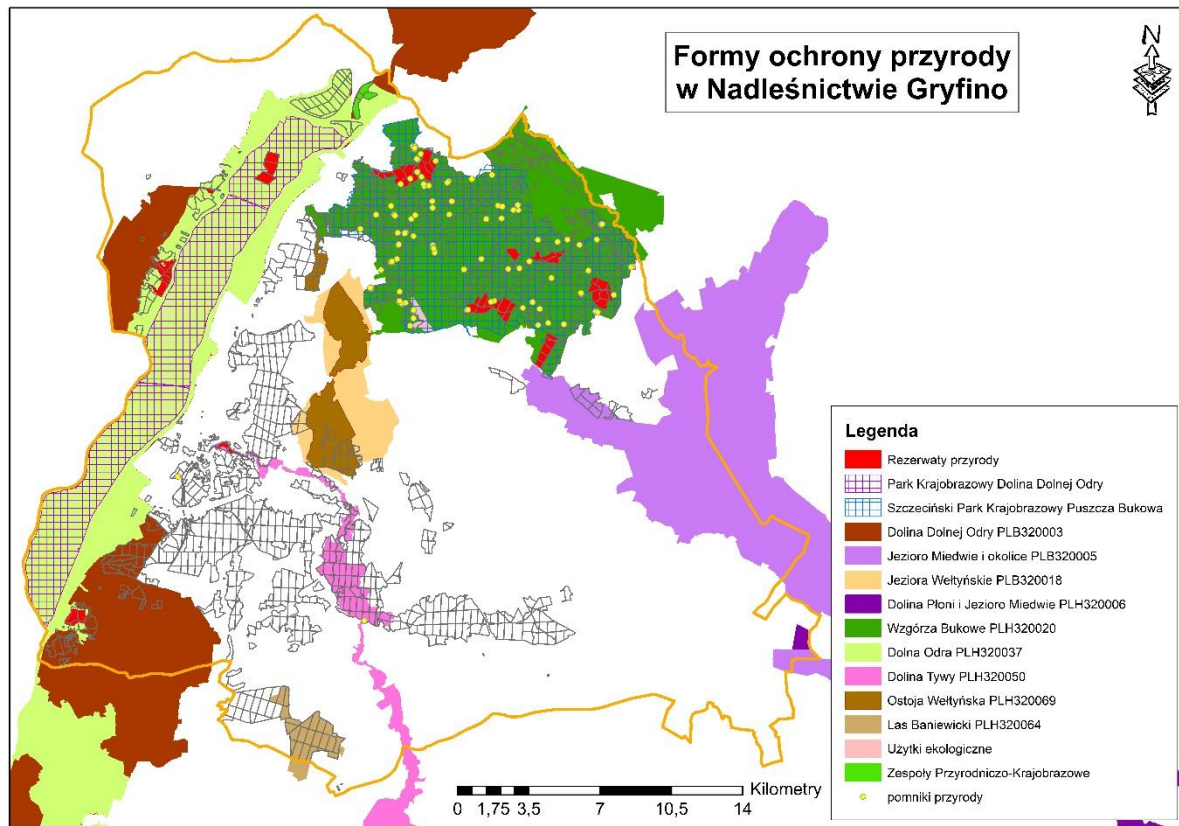 Formy ochrony przyrody
w Nadleśnictwie Gryfino
N
Legenda
Rezerwaty przyrody
Park Krajobrazowy Dolina Dolnej Odry
Szczeciński Park Krajobrazowy Puszcza Bukowa
Dolina Dolnej Odry PLB320003
Jezioro Miedwie i okolice PLB320005
Jeziora Wełtyńskie PLB320018
Dolina Płoni i Jezioro Miedwie PLH320006
Wzgórza Bukowe PLH320020
Dolna Odra PLH320037
Dolina Tywy PLH320050
Ostoja Wełtyńska PLH320069
Las Baniewicki PLH320064
Użytki ekologiczne
Zespoły Przyrodniczo-Krajobrazowe
pomniki przyrody
Kilometry
0 1,75 3,5 7 10,5 14